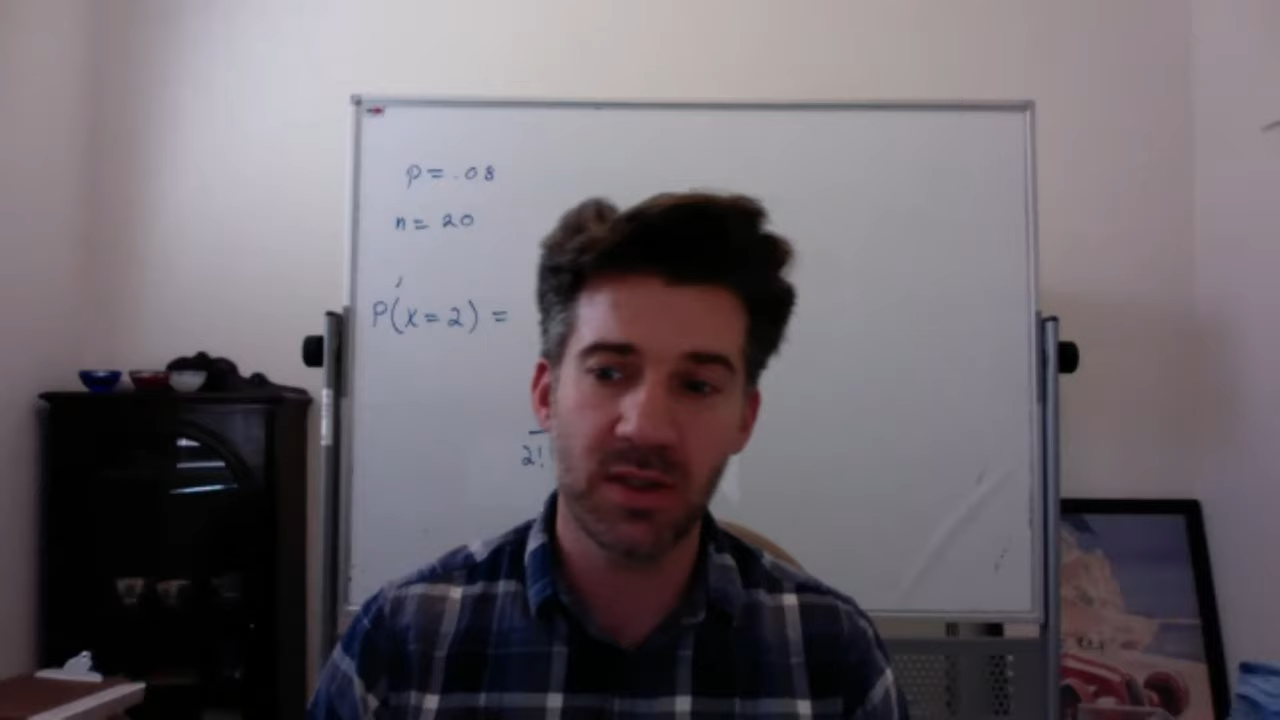 p = .08
n = 20
P(x=2) =
2!